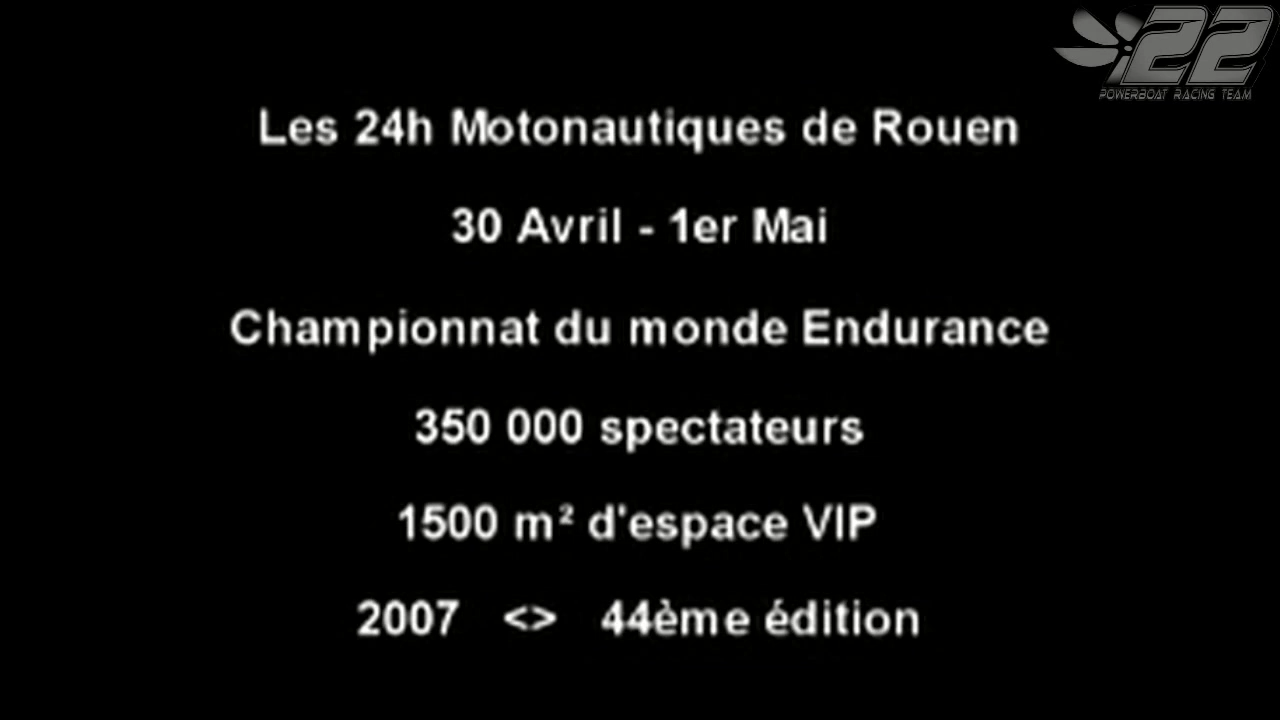 22
POWERBOAT RACING TEAM
Les 24h Motonautiques de Rouen
30 Avril - 1er Mai
Championnat du monde Endurance
350 000 spectateurs
1500 m² d'espace VIP
2007 <> 44ème édition